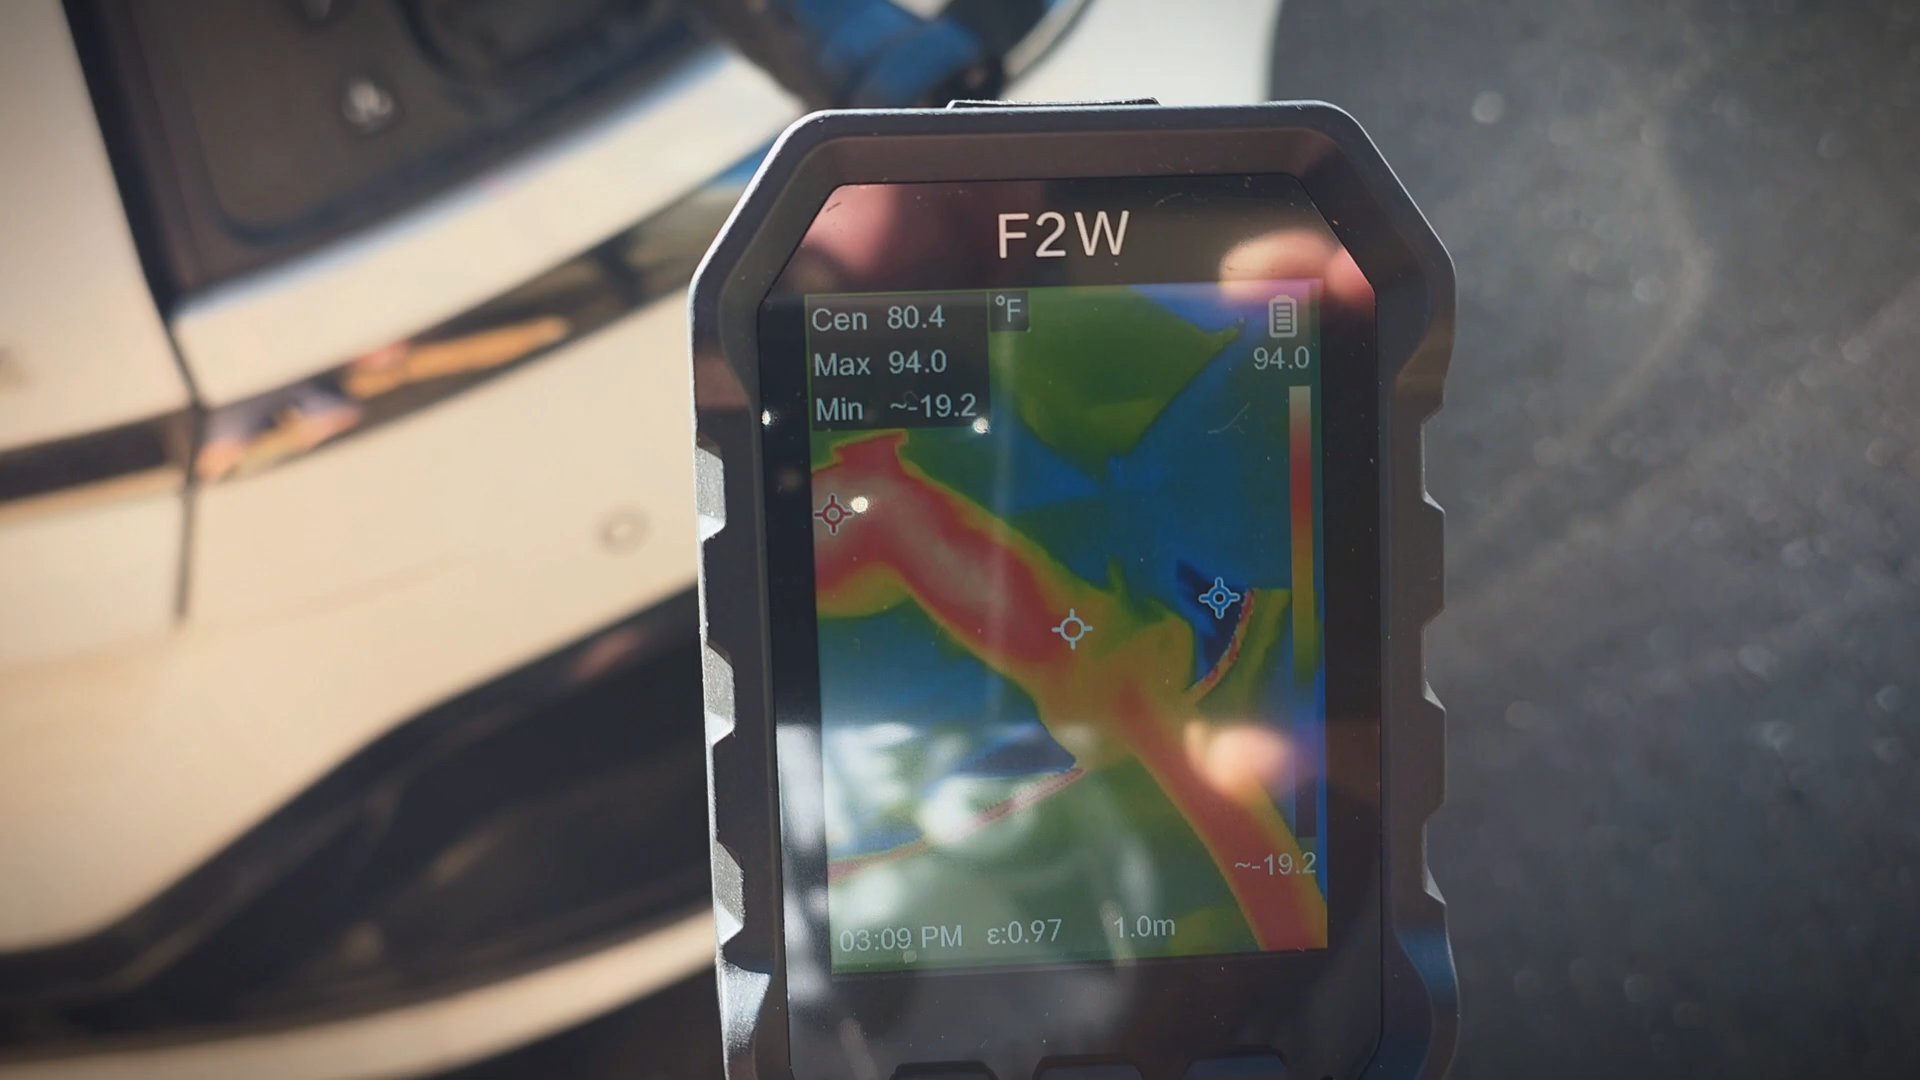 F2W
Cen 80.4 °F
Max 94.0
Min ~-19.2
94.0
~-19.2
03:09 PM ε:0.97 1.0m